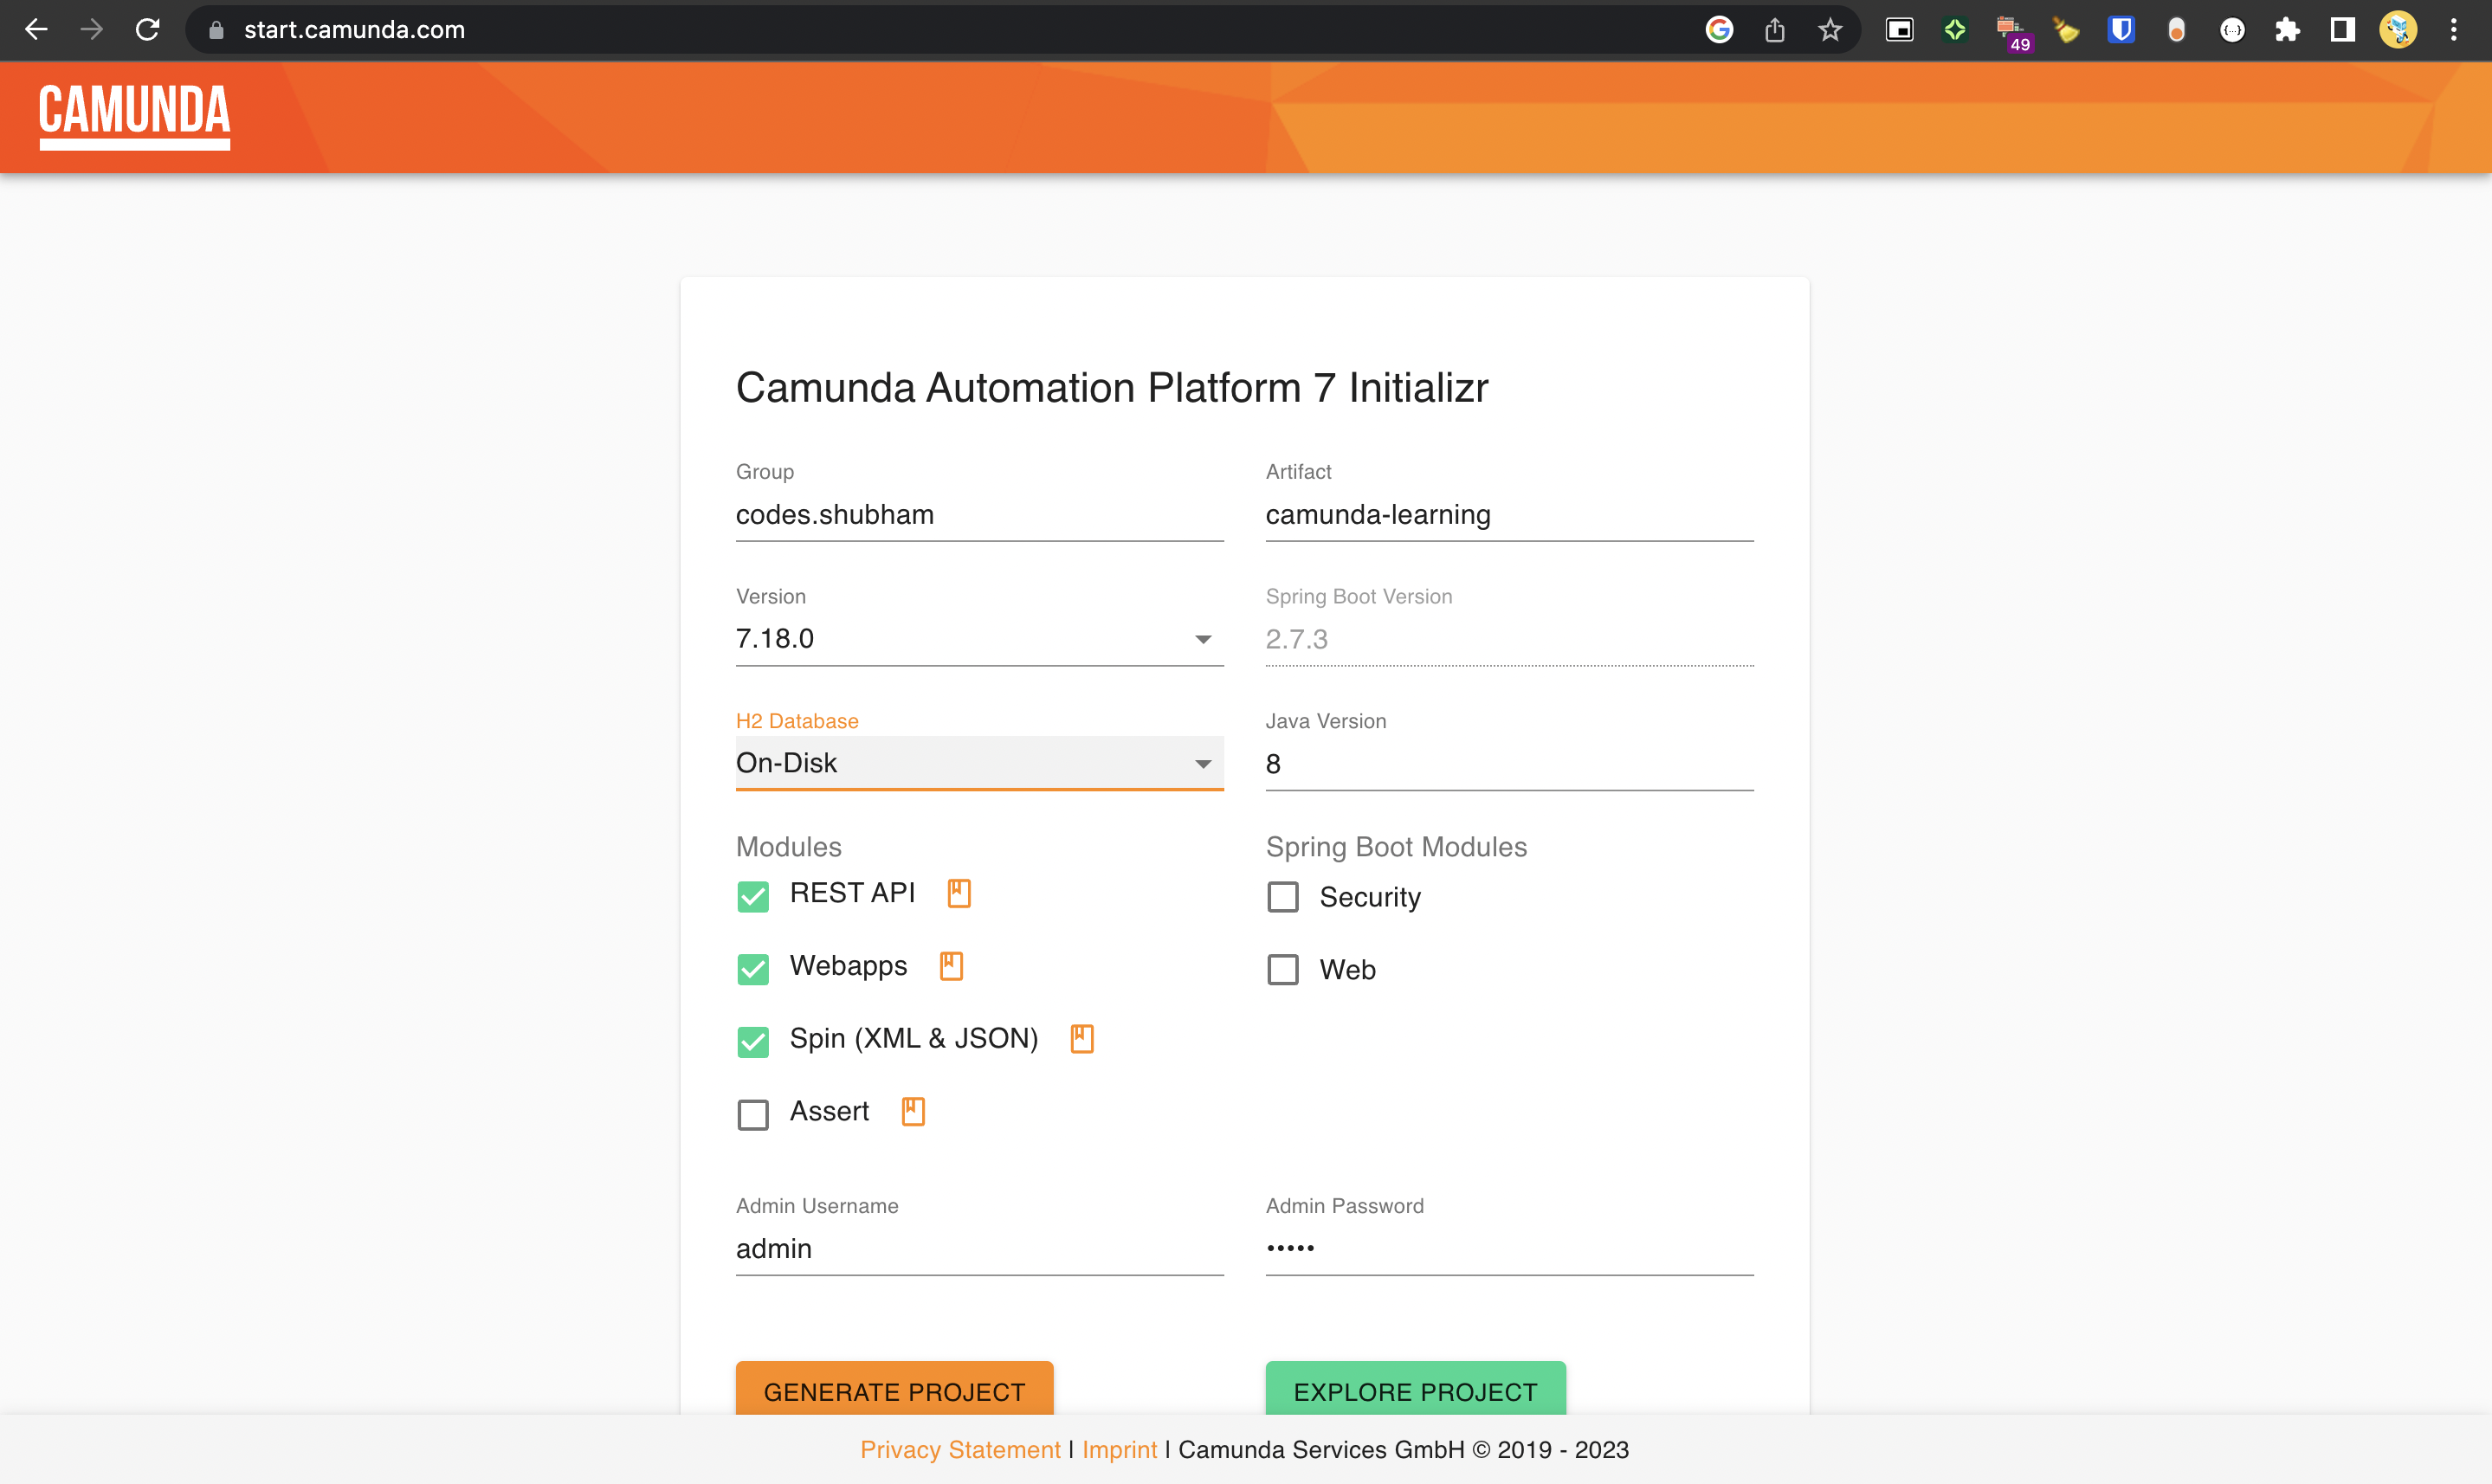 start.camunda.com
49
CAMUNDA
Camunda Automation Platform 7 Initializr
Group
codes.shubham
Artifact
camunda-learning
Version
7.18.0
Spring Boot Version
2.7.3
H2 Database
On-Disk
Java Version
8
Modules
REST API
Webapps
Spin (XML & JSON)
Assert
Spring Boot Modules
Security
Web
Admin Username
admin
Admin Password
•••••
GENERATE PROJECT
EXPLORE PROJECT
Privacy Statement | Imprint | Camunda Services GmbH © 2019 - 2023